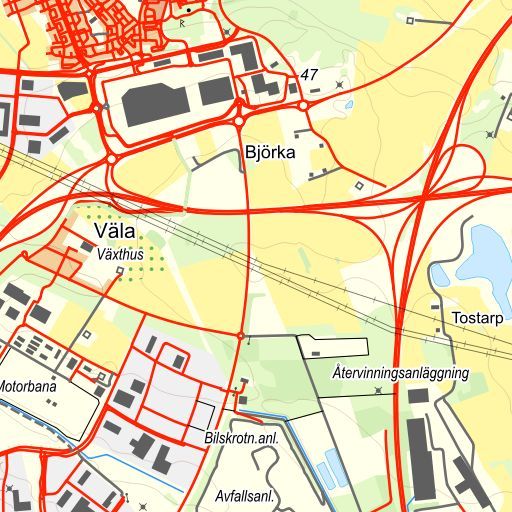 47
Björka
Väla
Växthus
Tostarp
Återvinningsanläggning
Motorbana
Bilskrotn.anl.
Avfallsanl.